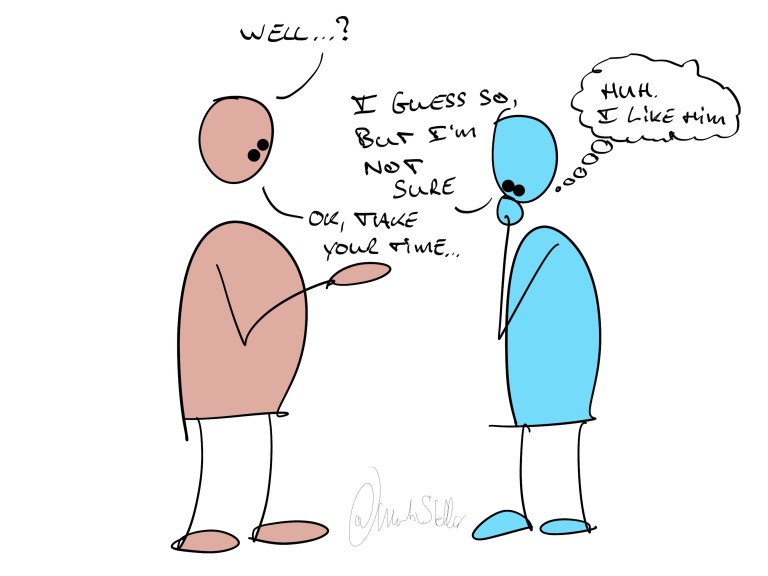 WELL...?
I GUESS SO,
BUT I'M
NOT
SURE
OK, TAKE
YOUR TIME...
HUH.
I LIKE HIM